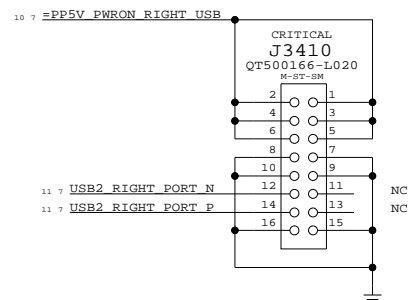 10 7 =PP5V_PWRON_RIGHT_USB
CRITICAL
J3410
QT500166-L020
M-ST-SM
2 1
4 3
6 5
8 7
10 9
11 7 USB2_RIGHT_PORT_N 12 11 NC
11 7 USB2_RIGHT_PORT_P 14 13 NC
16 15